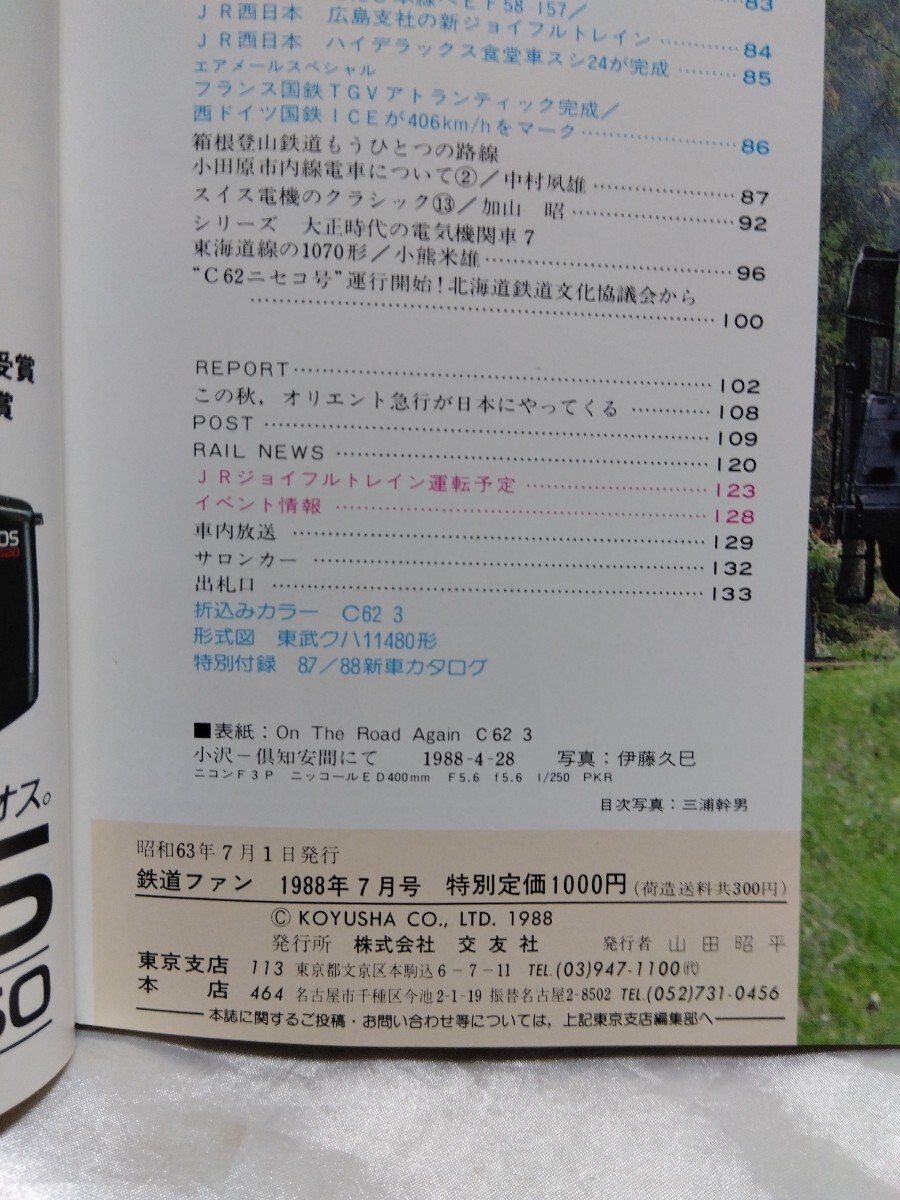 線へEF58 157／
83
JR西日本 広島支社の新ジョイフルトレイン…………84
JR西日本 ハイデラックス食堂車スシ24が完成………85
エアメールスペシャル
フランス国鉄TGVアトランティック完成／
西ドイツ国鉄ICEが406km/hをマーク……………86
箱根登山鉄道もうひとつの路線
小田原市内線電車について②／中村夙雄……………87
スイス電機のクラシック⑬／加山 昭……………92
シリーズ 大正時代の電気機関車7
東海道線の1070形／小熊米雄……………96
“C62ニセコ号”運行開始！北海道鉄道文化協議会から
……………100
REPORT……………102
この秋，オリエント急行が日本にやってくる…………108
POST……………109
RAIL NEWS……………120
JRジョイフルトレイン運転予定……………123
イベント情報……………128
車内放送……………129
サロンカー……………132
出札口……………133
折込みカラー C62 3
形式図 東武クハ11480形
特別付録 87／88新車カタログ
■表紙：On The Road Again C62 3
小沢－倶知安間にて 1988-4-28 写真：伊藤久巳
ニコンF3P ニッコールED400mm F5.6 f5.6 1/250 PKR
目次写真：三浦幹男
昭和63年7月1日発行
鉄道ファン 1988年7月号 特別定価1000円（荷造送料共300円）
© KOYUSHA CO., LTD. 1988
発行所 株式会社 交友社 発行者 山田昭平
東京支店 113 東京都文京区本駒込6-7-11 TEL.(03)947-1100㈹
本店 464 名古屋市千種区今池2-1-19 振替名古屋2-8502 TEL.(052)731-0456
本誌に関するご投稿・お問い合わせ等については，上記東京支店編集部へ
受賞
賞
OS
620
オス。
50